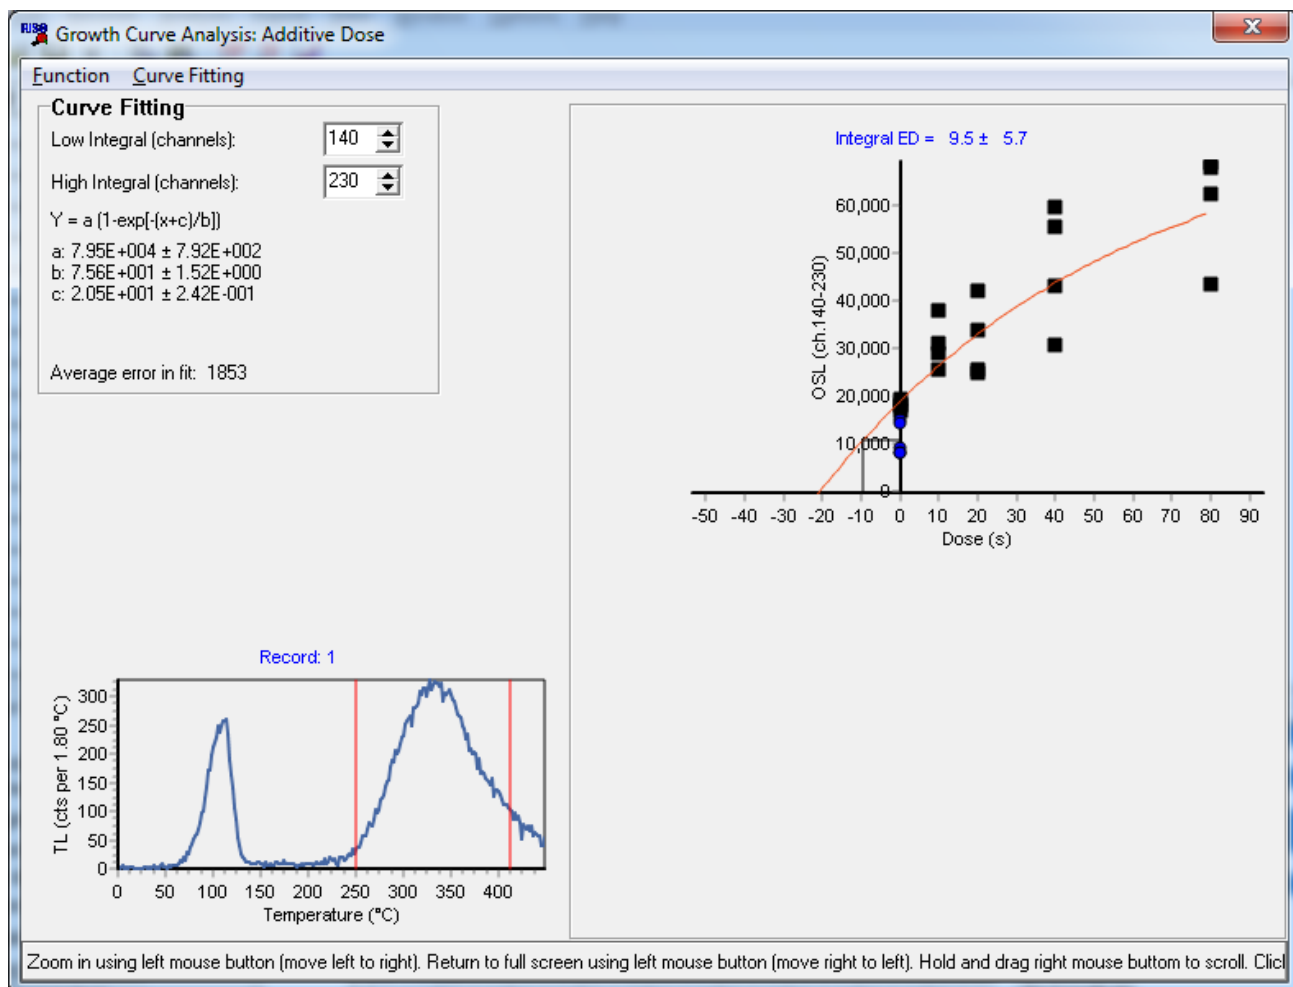 Growth Curve Analysis: Additive Dose
Function Curve Fitting
Curve Fitting
Low Integral (channels): 140
High Integral (channels): 230
Y = a (1-exp[-(x+c)/b])
a: 7.95E+004 ± 7.92E+002
b: 7.56E+001 ± 1.52E+000
c: 2.05E+001 ± 2.42E-001
Average error in fit: 1853
Integral ED = 9.5 ± 5.7
60,000
50,000
40,000
30,000
20,000
10,000
0
OSL (ch.140-230)
-50 -40 -30 -20 -10 0 10 20 30 40 50 60 70 80 90
Dose (s)
Record: 1
300
250
200
150
100
50
0
TL (cts per 1.80 °C)
0 50 100 150 200 250 300 350 400
Temperature (°C)
Zoom in using left mouse button (move left to right). Return to full screen using left mouse button (move right to left). Hold and drag right mouse buttom to scroll. Clicl